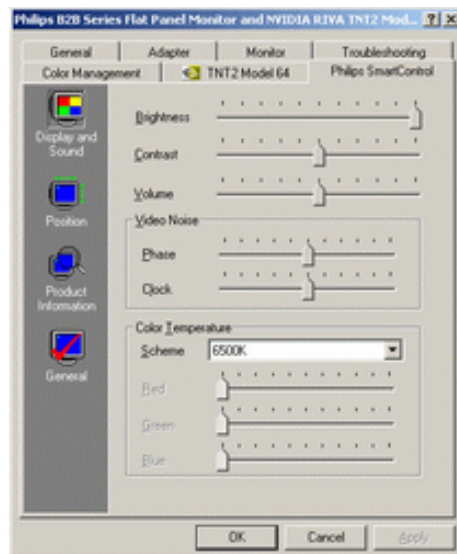 Philips B2B Series Flat Panel Monitor and NVIDIA RIVA TNT2 Mod...
General Adapter Monitor Troubleshooting
Color Management TNT2 Model 64 Philips SmartControl
Display and
Sound
Position
Product
Information
General
Brightness
Contrast
Volume
Video Noise
Phase
Clock
Color Temperature
Scheme 6500K
Red
Green
Blue
OK Cancel Apply